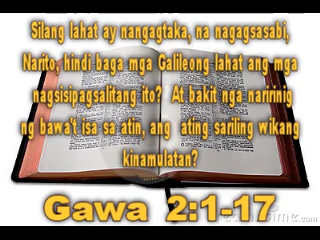 Silang lahat ay nangagtaka, na nagagsasabi,
Narito, hindi baga mga Galileong lahat ang mga
nagsisipagsalitang ito? At bakit nga naririnig
ng bawa't isa sa atin, ang ating sariling wikang
kinamulatan?
Gawa 2:1-17